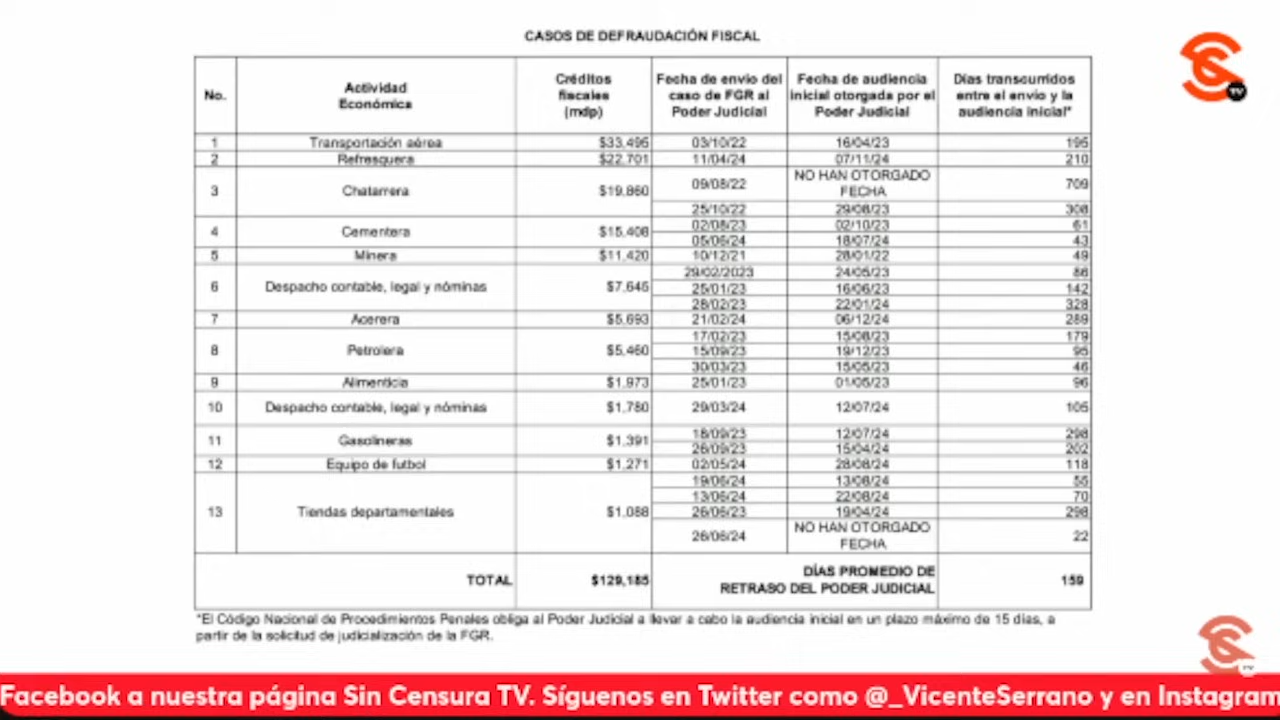 CASOS DE DEFRAUDACIÓN FISCAL
No. Actividad Económica Créditos fiscales (mdp) Fecha de envío del caso de FGR al Poder Judicial Fecha de audiencia inicial otorgada por el Poder Judicial Días transcurridos entre el envío y la audiencia inicial*
1 Transportación aérea $33,495 03/10/22 16/04/23 195
2 Refresquera $22,701 11/04/24 07/11/24 210
3 Chatarrera $19,860 09/08/22 NO HAN OTORGADO FECHA 709
25/10/22 29/08/23 308
4 Cementera $15,408 02/08/23 02/10/23 61
05/06/24 18/07/24 43
5 Minera $11,420 10/12/21 28/01/22 49
29/02/2023 24/05/23 86
6 Despacho contable, legal y nóminas $7,645 25/01/23 16/06/23 142
28/02/23 22/01/24 328
7 Acerera $5,693 21/02/24 06/12/24 289
17/02/23 15/08/23 179
8 Petrolera $5,460 15/09/23 19/12/23 95
30/03/23 15/05/23 46
9 Alimenticia $1,973 25/01/23 01/05/23 96
10 Despacho contable, legal y nóminas $1,780 29/03/24 12/07/24 105
11 Gasolineras $1,391 18/09/23 12/07/24 298
26/09/23 15/04/24 202
12 Equipo de futbol $1,271 02/05/24 28/08/24 118
19/06/24 13/08/24 55
13/06/24 22/08/24 70
13 Tiendas departamentales $1,088 26/06/23 19/04/24 298
26/06/24 NO HAN OTORGADO FECHA 22
TOTAL $129,185 DÍAS PROMEDIO DE RETRASO DEL PODER JUDICIAL 159
*El Código Nacional de Procedimientos Penales obliga al Poder Judicial a llevar a cabo la audiencia inicial en un plazo máximo de 15 días, a
partir de la solicitud de judicialización de la FGR.
TV
Facebook a nuestra página Sin Censura TV. Síguenos en Twitter como @_VicenteSerrano y en Instagram